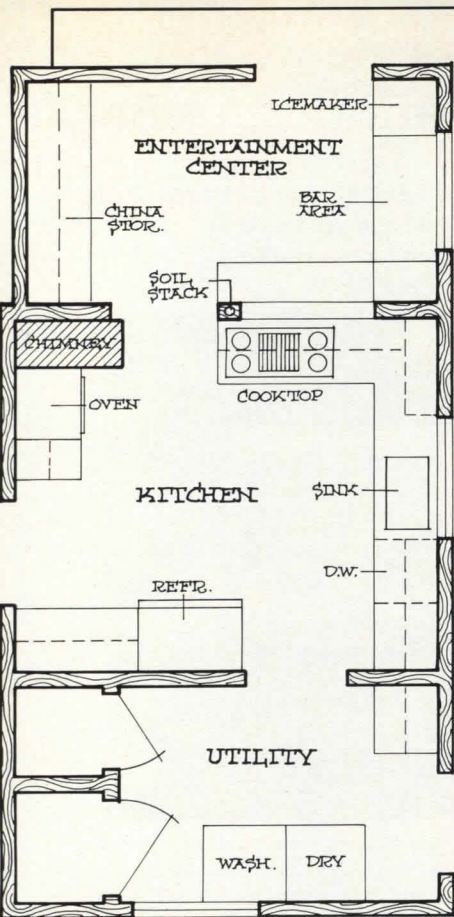 ICEMAKER
ENTERTAINMENT
CENTER
CHINA
STOR.
BAR
AREA
SOIL
STACK
CHIMNEY
OVEN
COOKTOP
KITCHEN
SINK
D.W.
REFR.
UTILITY
WASH.
DRY